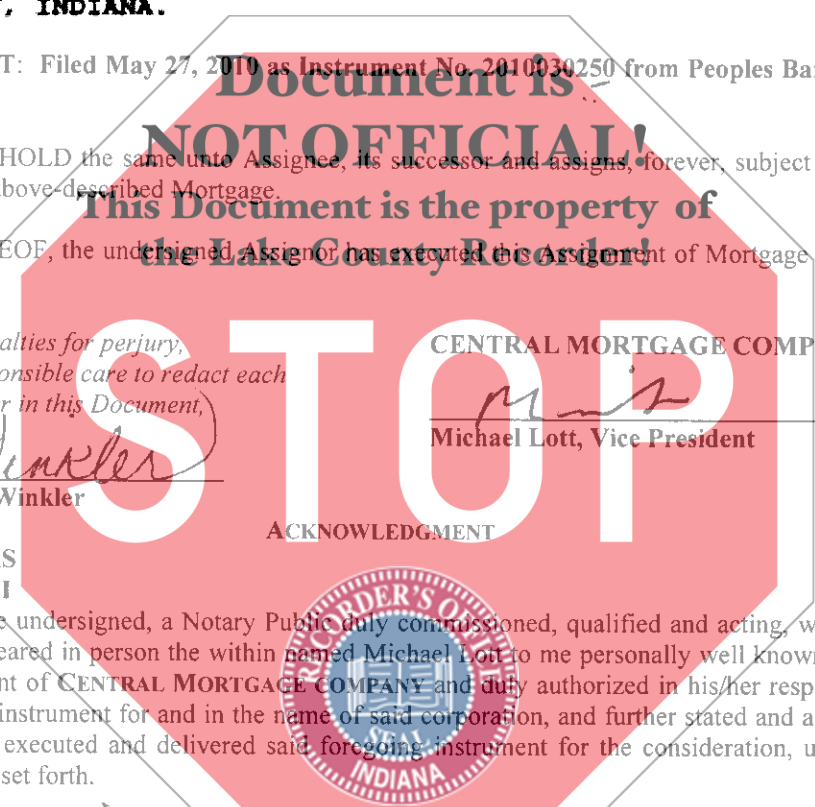 , INDIANA.
T: Filed May 27, 2010 as Instrument No. 2010030250 from Peoples Ba
Document is
NOT OFFICIAL!
HOLD the same unto Assignee, its successor and assigns, forever, subject
above-described Mortgage.
This Document is the property of
the Lake County Recorder!
EOF, the undersigned Assignor has executed this Assignment of Mortgage
alties for perjury,
onsible care to redact each
r in this Document,
CENTRAL MORTGAGE COMP
Michael Lott, Vice President
Winkler
Winkler
STOP
ACKNOWLEDGMENT
AS
I
e undersigned, a Notary Public duly commissioned, qualified and acting, w
eared in person the within named Michael Lott to me personally well known
nt of CENTRAL MORTGAGE COMPANY and duly authorized in his/her resp
instrument for and in the name of said corporation, and further stated and a
executed and delivered said foregoing instrument for the consideration, u
set forth.
RECORDER'S OFFICE
SEAL
INDIANA